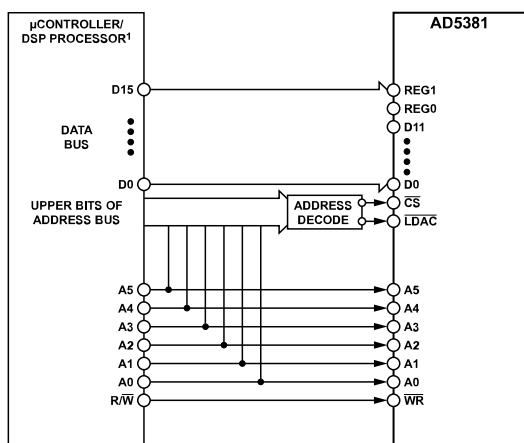 µCONTROLLER/
DSP PROCESSOR1
AD5381
D15
REG1
REG0
D11
DATA
BUS
D0
D0
UPPER BITS OF
ADDRESS BUS
ADDRESS
DECODE
CS
LDAC
A5
A5
A4
A4
A3
A3
A2
A2
A1
A1
A0
A0
R/W
WR